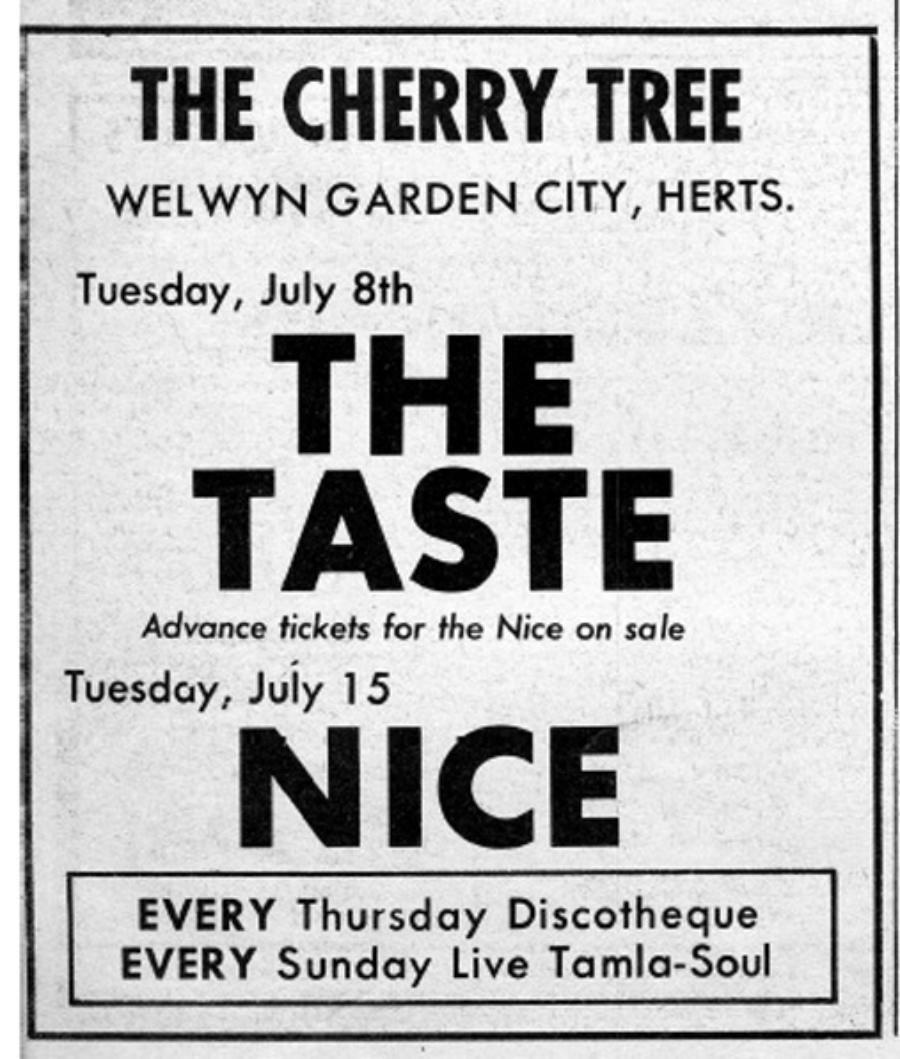 THE CHERRY TREE
WELWYN GARDEN CITY, HERTS.
Tuesday, July 8th
THE
TASTE
Advance tickets for the Nice on sale
Tuesday, July 15
NICE
EVERY Thursday Discotheque
EVERY Sunday Live Tamla-Soul